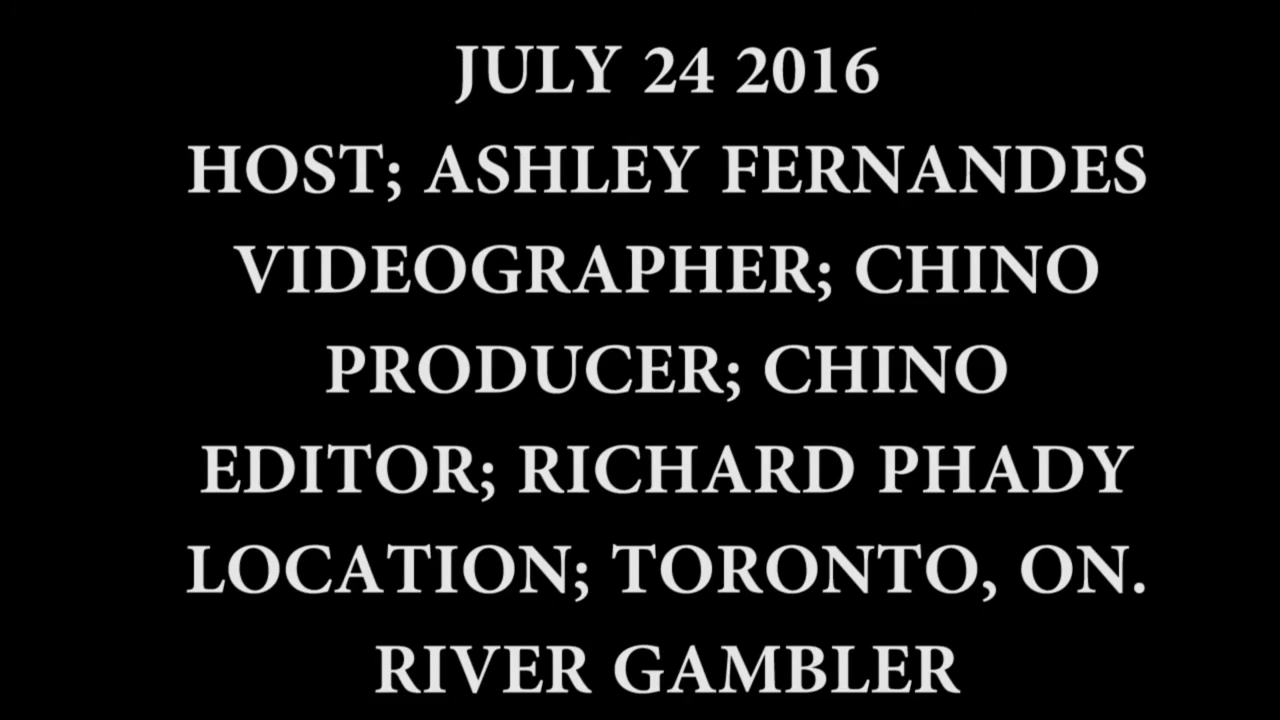 JULY 24 2016
HOST; ASHLEY FERNANDES
VIDEOGRAPHER; CHINO
PRODUCER; CHINO
EDITOR; RICHARD PHADY
LOCATION; TORONTO, ON.
RIVER GAMBLER